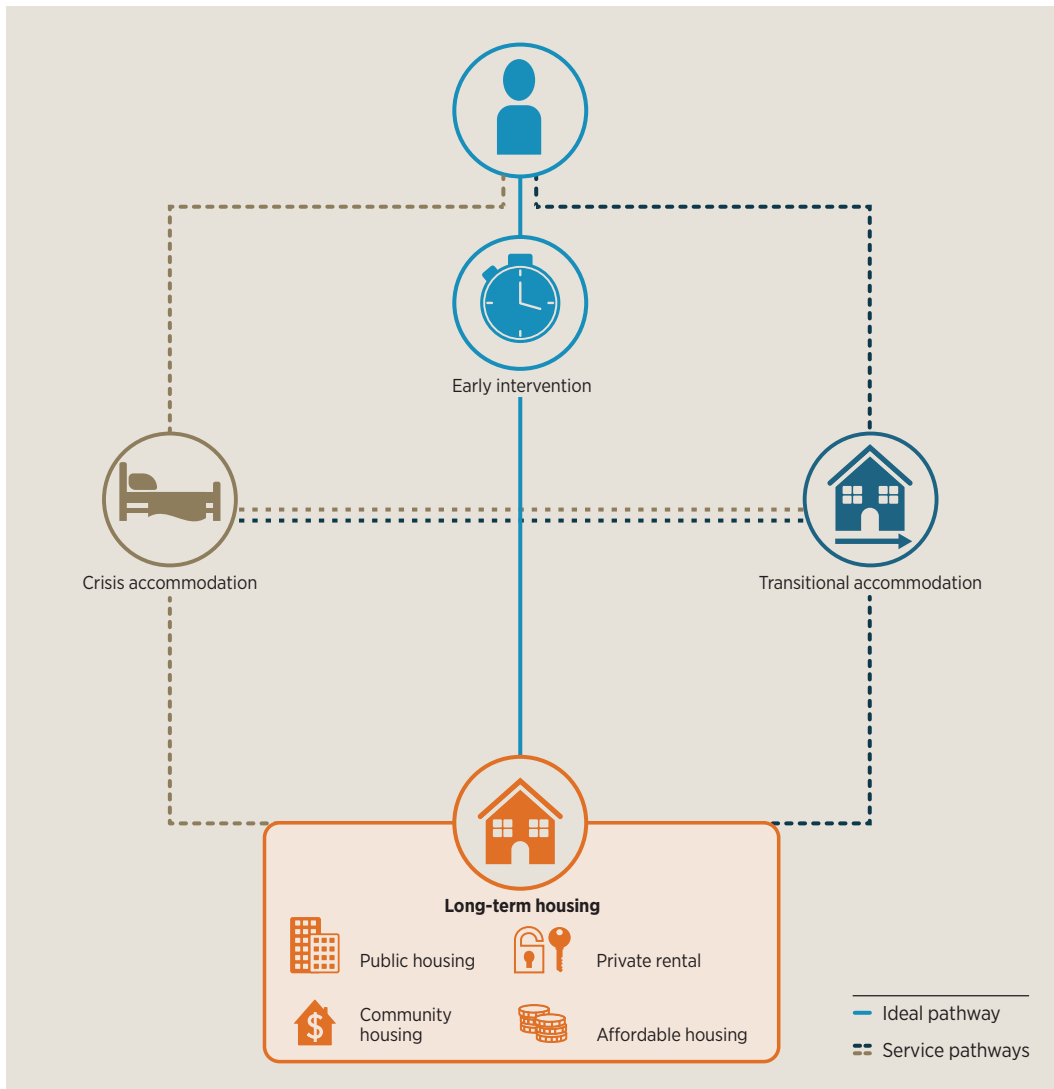 Early intervention
Crisis accommodation
Transitional accommodation
Long-term housing
Public housing
Private rental
$
Community
housing
Affordable housing
Ideal pathway
Service pathways